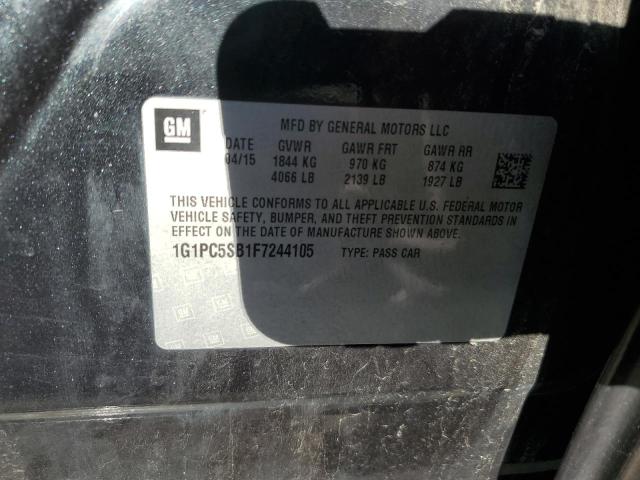 GM
MFD BY GENERAL MOTORS LLC
DATE GVWR GAWR FRT GAWR RR
04/15 1844 KG 970 KG 874 KG
4066 LB 2139 LB 1927 LB
THIS VEHICLE CONFORMS TO ALL APPLICABLE U.S. FEDERAL MOTOR
VEHICLE SAFETY, BUMPER, AND THEFT PREVENTION STANDARDS IN
EFFECT ON THE DATE OF MANUFACTURE SHOWN ABOVE.
1G1PC5SB1F7244105 TYPE: PASS CAR